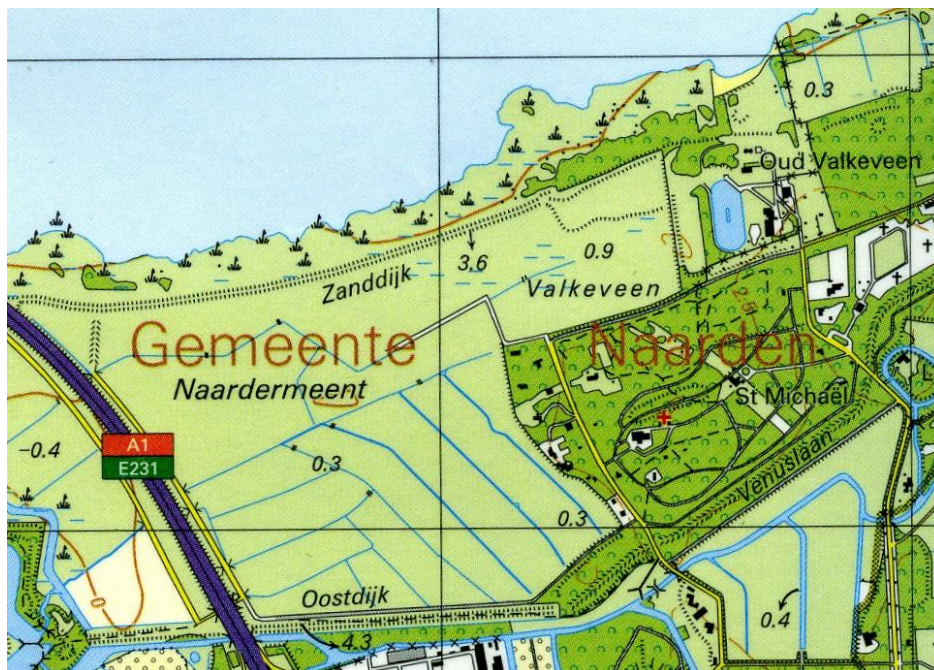 0.3
Oud Valkeveen
3.6
0.9
Zanddijk
Valkeveen
2.5
Gemeente Naarden
Naardermeent
St Michaël
L
A1
E231
-0.4
0.3
Venuslaan
0.3
0
Oostdijk
4.3
0.4